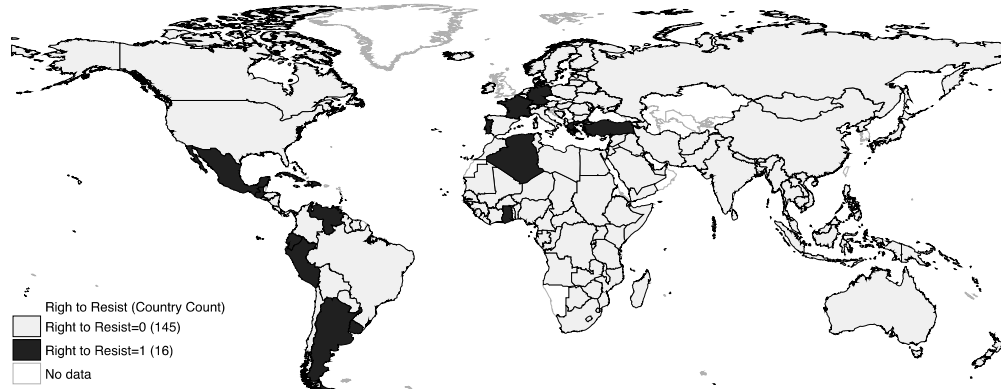 Righ to Resist (Country Count)
Right to Resist=0 (145)
Right to Resist=1 (16)
No data